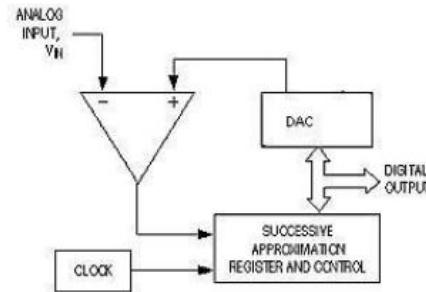 ANALOG
INPUT,
VIN
− +
DAC
DIGITAL
OUTPUT
SUCCESSIVE
APPROXIMATION
REGISTER AND CONTROL
CLOCK